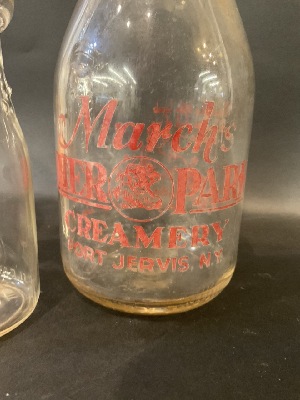 March's
PARK
CREAMERY
PORT JERVIS, N.Y.